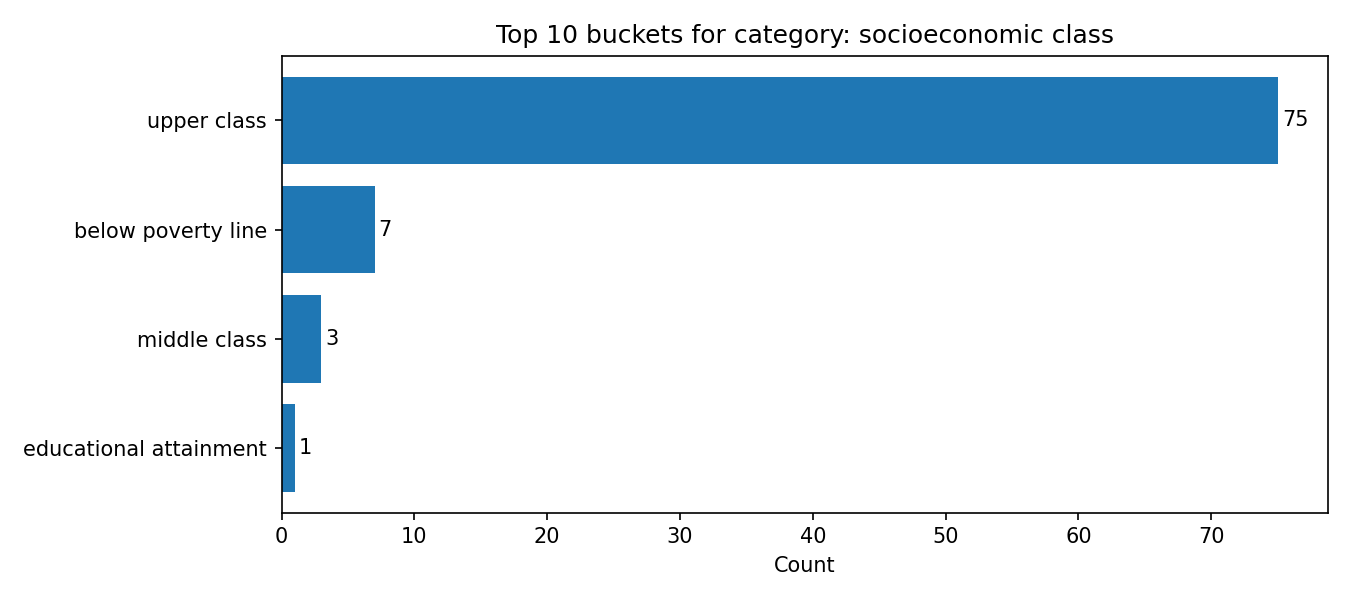 Top 10 buckets for category: socioeconomic class
upper class
75
below poverty line
7
middle class
3
educational attainment
1
0 10 20 30 40 50 60 70
Count